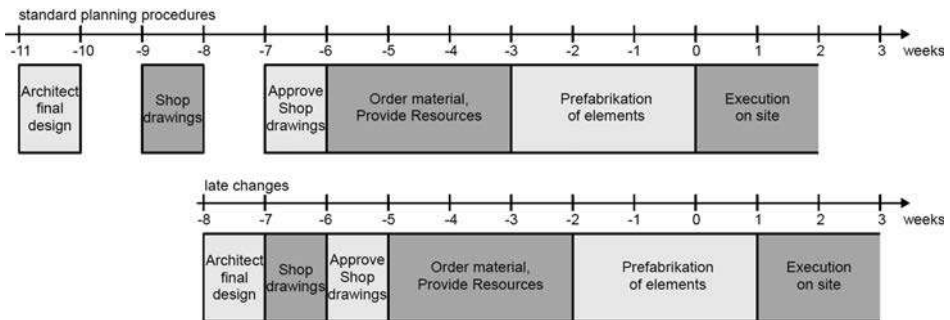 standard planning procedures
-11 -10 -9 -8 -7 -6 -5 -4 -3 -2 -1 0 1 2 3 weeks
Architect
final
design
Shop
drawings
Approve
Shop
drawings
Order material,
Provide Resources
Prefabrikation
of elements
Execution
on site
late changes
-8 -7 -6 -5 -4 -3 -2 -1 0 1 2 3 weeks
Architect
final
design
Shop
drawings
Approve
Shop
drawings
Order material,
Provide Resources
Prefabrikation
of elements
Execution
on site